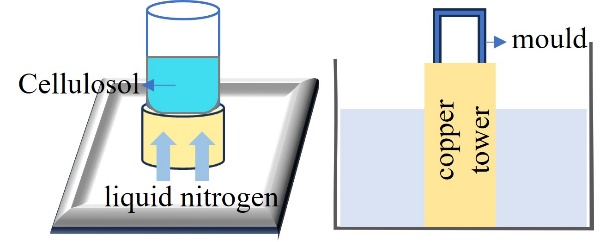 Cellulosol
liquid nitrogen
mould
copper
tower